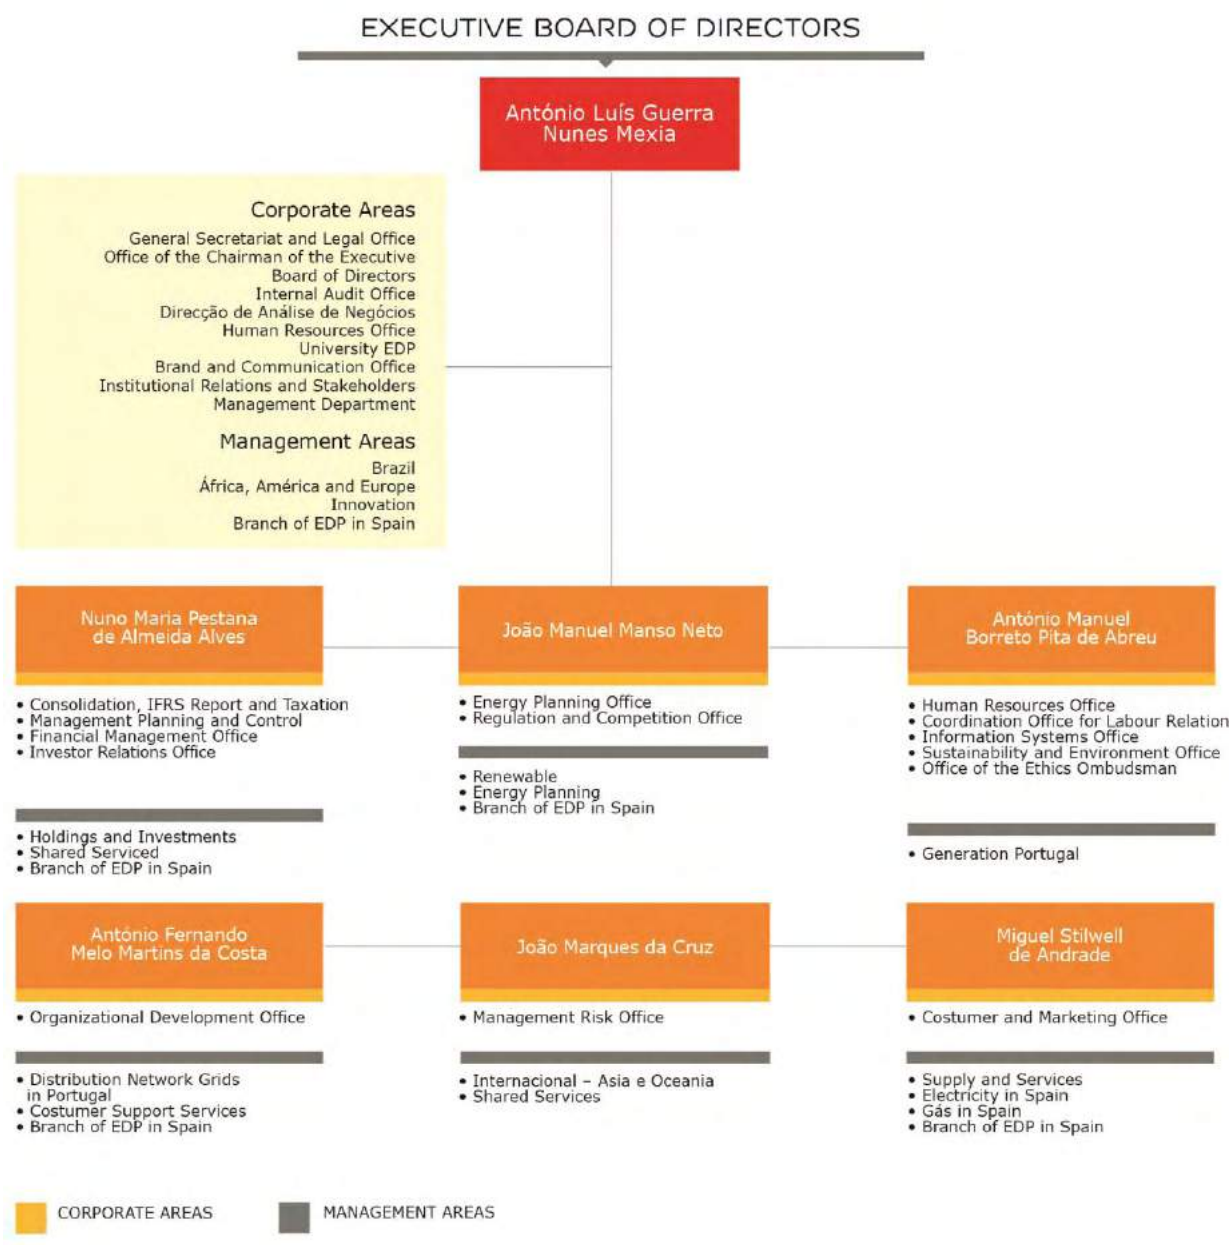 EXECUTIVE BOARD OF DIRECTORS
António Luís Guerra
Nunes Mexia
Corporate Areas
General Secretariat and Legal Office
Office of the Chairman of the Executive
Board of Directors
Internal Audit Office
Direcção de Análise de Negócios
Human Resources Office
University EDP
Brand and Communication Office
Institutional Relations and Stakeholders
Management Department
Management Areas
Brazil
África, América and Europe
Innovation
Branch of EDP in Spain
Nuno Maria Pestana
de Almeida Alves
• Consolidation, IFRS Report and Taxation
• Management Planning and Control
• Financial Management Office
• Investor Relations Office
• Holdings and Investments
• Shared Serviced
• Branch of EDP in Spain
João Manuel Manso Neto
• Energy Planning Office
• Regulation and Competition Office
• Renewable
• Energy Planning
• Branch of EDP in Spain
António Manuel
Borreto Pita de Abreu
• Human Resources Office
• Coordination Office for Labour Relation
• Information Systems Office
• Sustainability and Environment Office
• Office of the Ethics Ombudsman
• Generation Portugal
António Fernando
Melo Martins da Costa
• Organizational Development Office
• Distribution Network Grids
in Portugal
• Costumer Support Services
• Branch of EDP in Spain
João Marques da Cruz
• Management Risk Office
• Internacional – Asia e Oceania
• Shared Services
Miguel Stilwell
de Andrade
• Costumer and Marketing Office
• Supply and Services
• Electricity in Spain
• Gás in Spain
• Branch of EDP in Spain
CORPORATE AREAS
MANAGEMENT AREAS